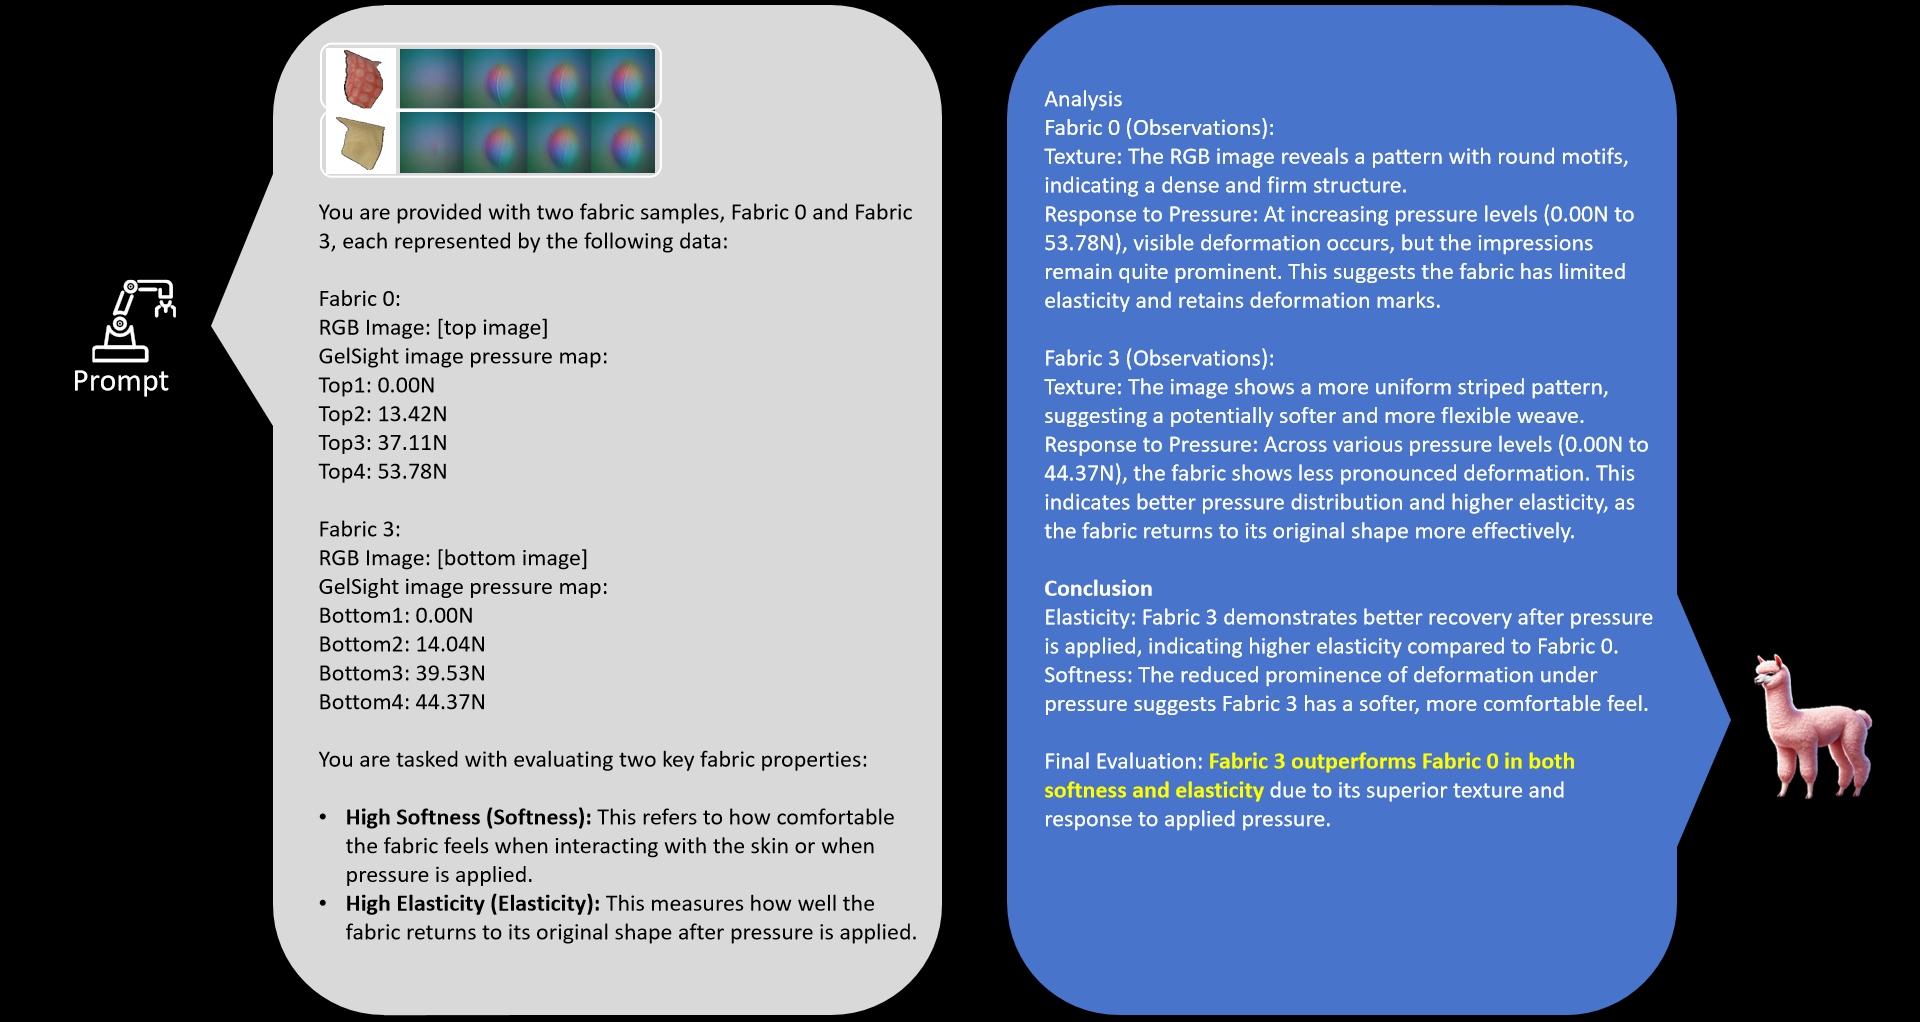 Prompt
You are provided with two fabric samples, Fabric 0 and Fabric
3, each represented by the following data:
Fabric 0:
RGB Image: [top image]
GelSight image pressure map:
Top1: 0.00N
Top2: 13.42N
Top3: 37.11N
Top4: 53.78N
Fabric 3:
RGB Image: [bottom image]
GelSight image pressure map:
Bottom1: 0.00N
Bottom2: 14.04N
Bottom3: 39.53N
Bottom4: 44.37N
You are tasked with evaluating two key fabric properties:
• High Softness (Softness): This refers to how comfortable
the fabric feels when interacting with the skin or when
pressure is applied.
• High Elasticity (Elasticity): This measures how well the
fabric returns to its original shape after pressure is applied.
Analysis
Fabric 0 (Observations):
Texture: The RGB image reveals a pattern with round motifs,
indicating a dense and firm structure.
Response to Pressure: At increasing pressure levels (0.00N to
53.78N), visible deformation occurs, but the impressions
remain quite prominent. This suggests the fabric has limited
elasticity and retains deformation marks.
Fabric 3 (Observations):
Texture: The image shows a more uniform striped pattern,
suggesting a potentially softer and more flexible weave.
Response to Pressure: Across various pressure levels (0.00N to
44.37N), the fabric shows less pronounced deformation. This
indicates better pressure distribution and higher elasticity, as
the fabric returns to its original shape more effectively.
Conclusion
Elasticity: Fabric 3 demonstrates better recovery after pressure
is applied, indicating higher elasticity compared to Fabric 0.
Softness: The reduced prominence of deformation under
pressure suggests Fabric 3 has a softer, more comfortable feel.
Final Evaluation: Fabric 3 outperforms Fabric 0 in both
softness and elasticity due to its superior texture and
response to applied pressure.